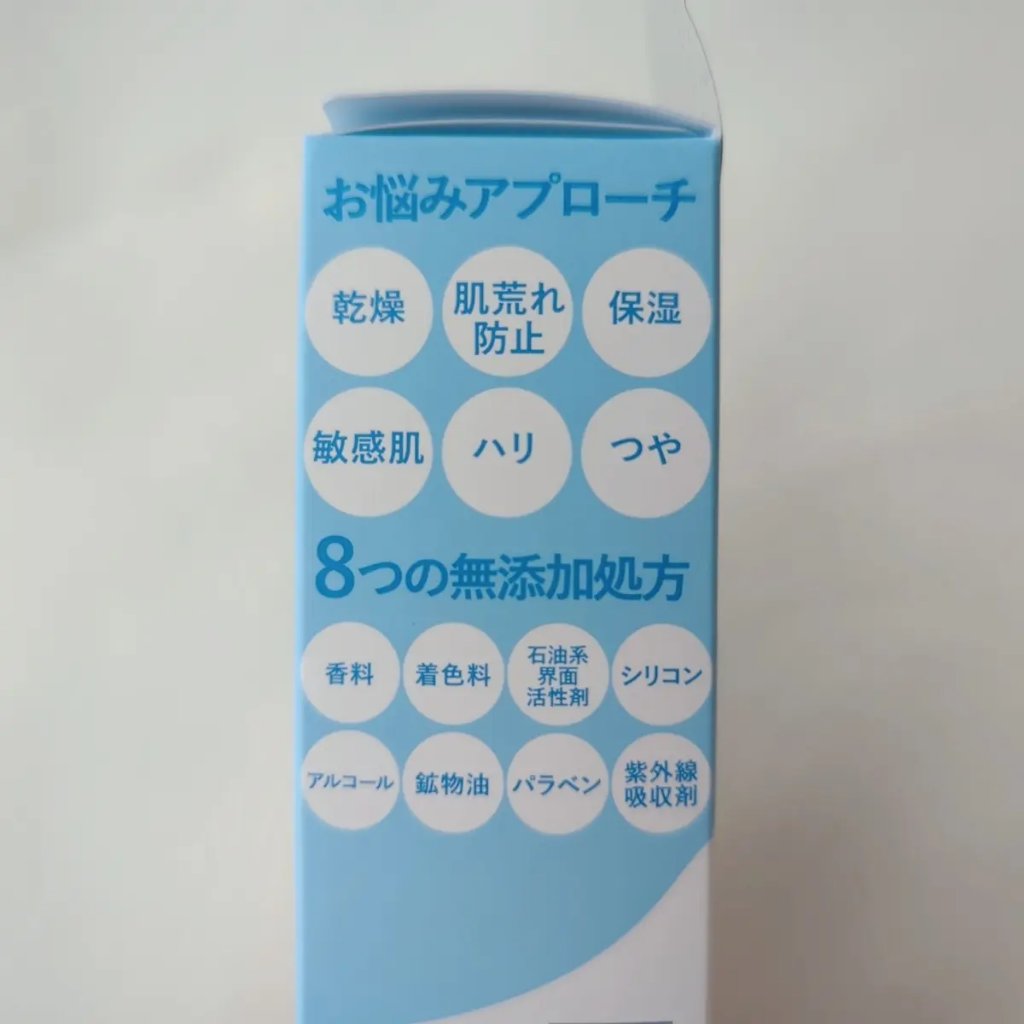 お悩みアプローチ
乾燥
肌荒れ
防止
保湿
敏感肌
ハリ
つや
8つの無添加処方
香料
着色料
石油系
界面
活性剤
シリコン
アルコール
鉱物油
パラベン
紫外線
吸収剤